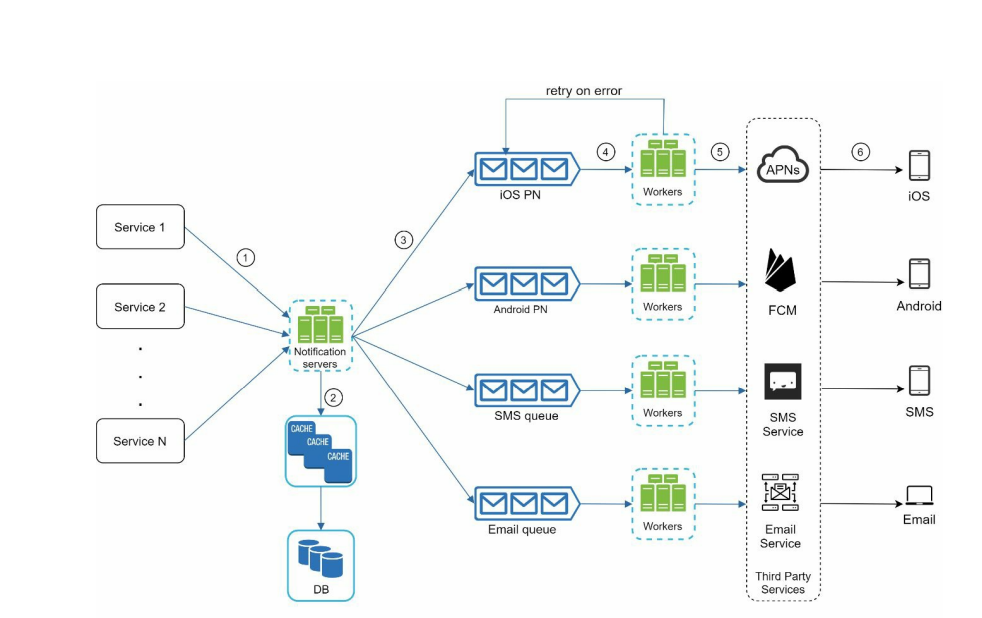 retry on error
4
5
6
APNs
iOS PN
Workers
iOS
Service 1
3
1
Service 2
Android PN
Workers
FCM
Android
Notification
servers
2
SMS queue
Workers
SMS
Service
SMS
Service N
CACHE
CACHE
CACHE
Email queue
Workers
Email
Service
Email
DB
Third Party
Services